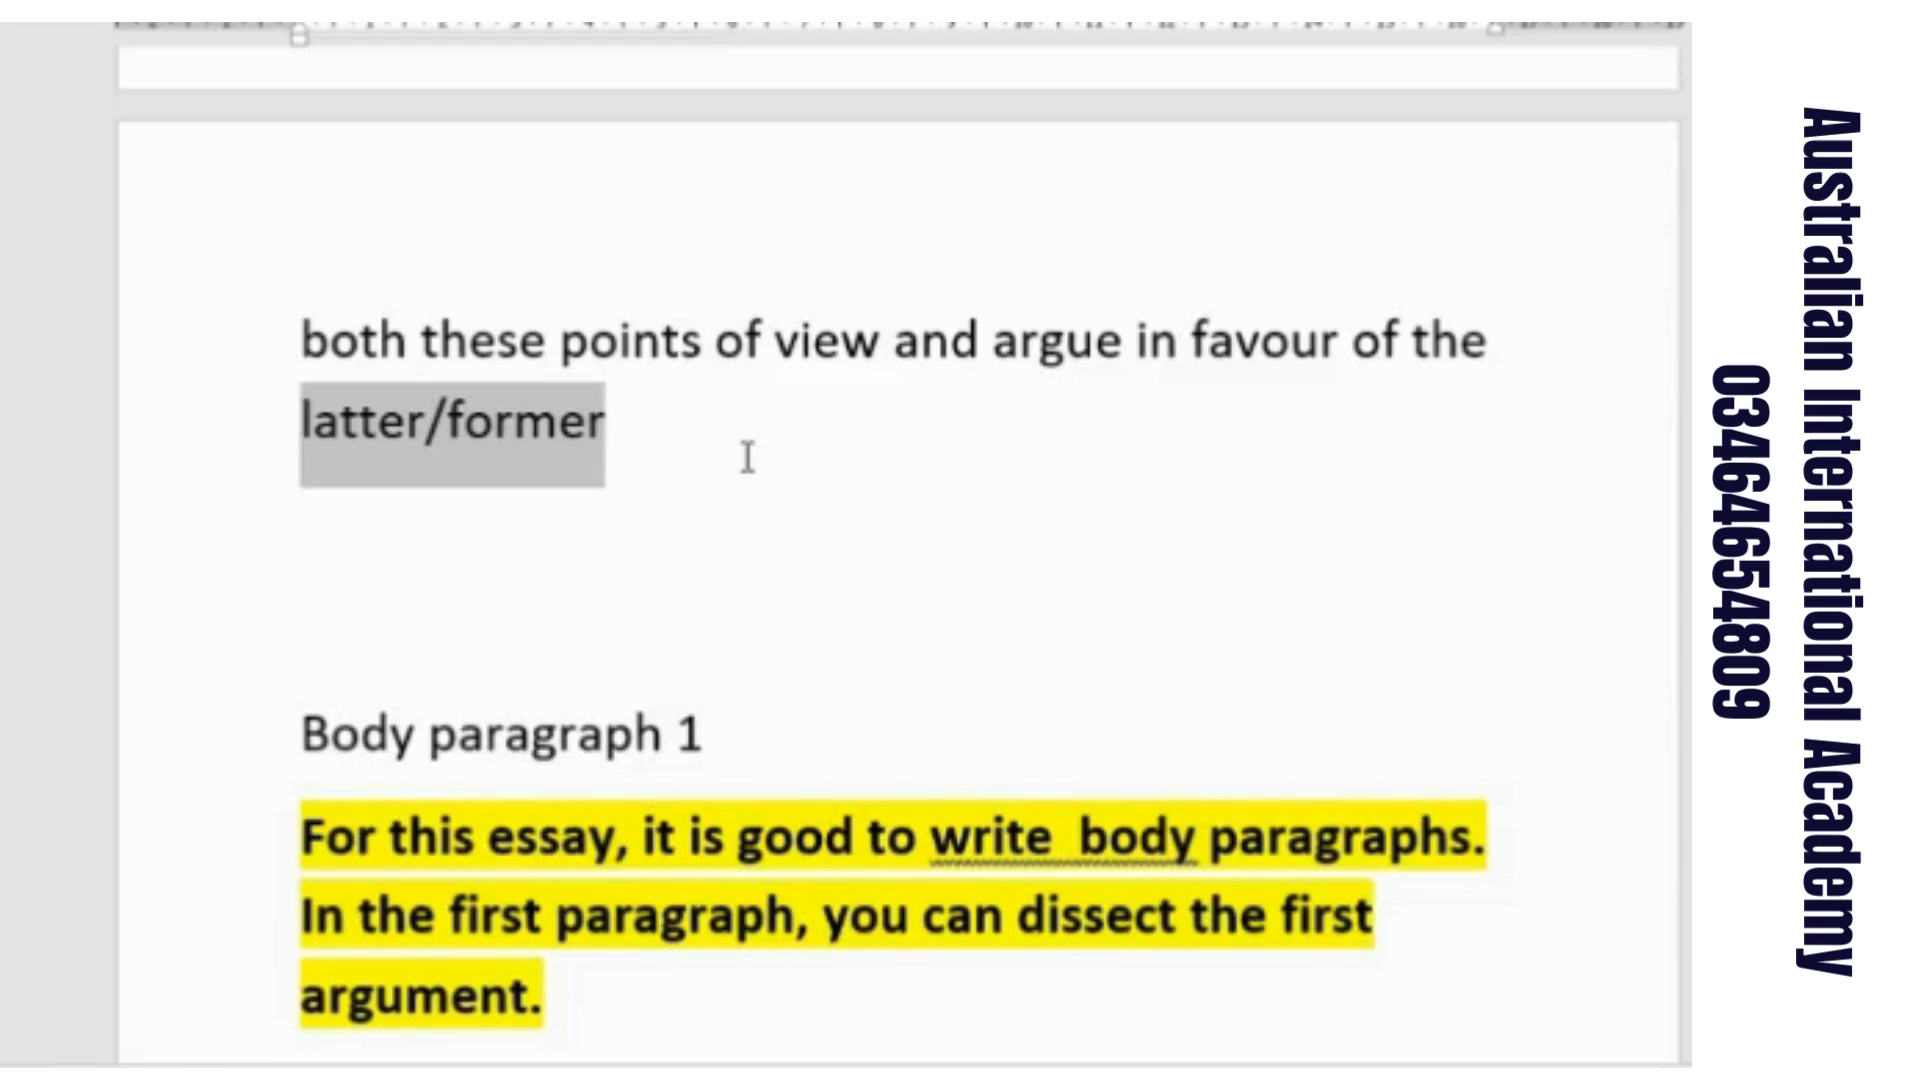 both these points of view and argue in favour of the
latter/former
Body paragraph 1
For this essay, it is good to write  body paragraphs.
In the first paragraph, you can dissect the first
argument.
Australian International Academy
03464654809